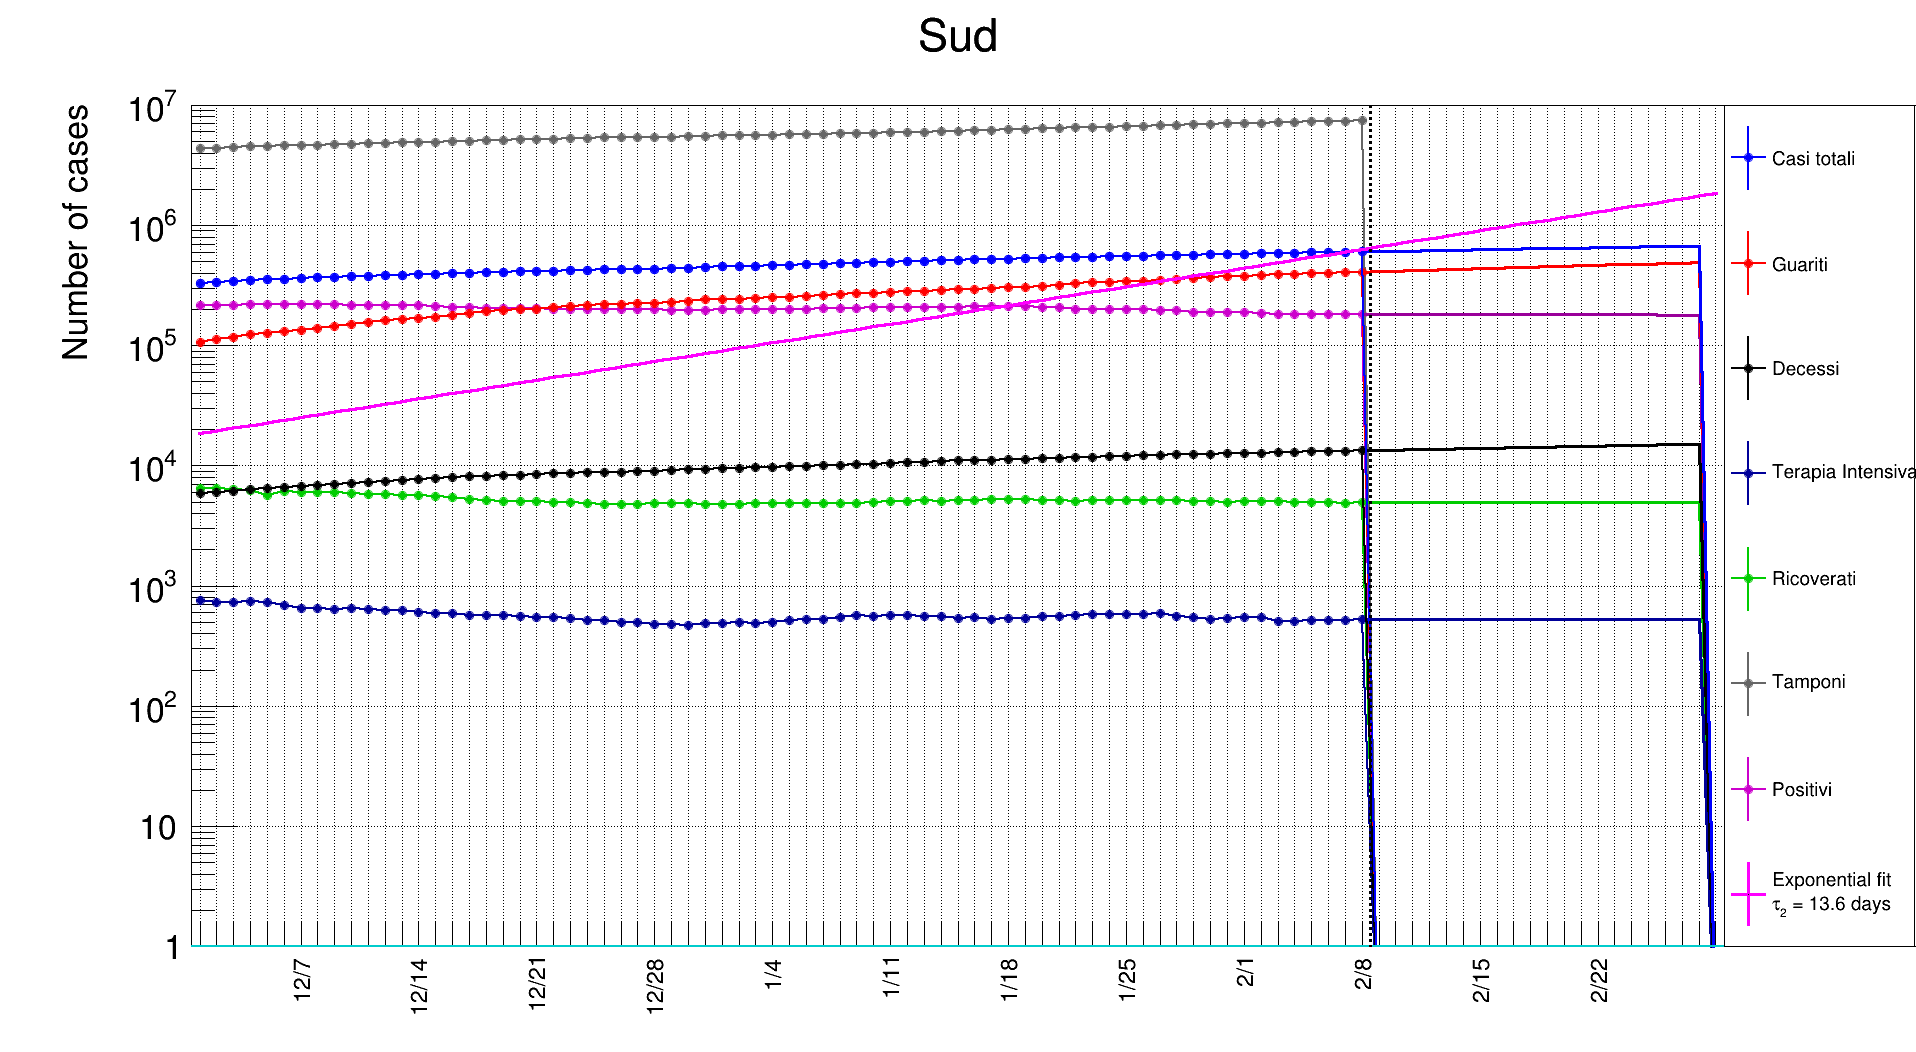 Sud
Number of cases
10^7
10^6
10^5
10^4
10^3
10^2
10
1
12/7
12/14
12/21
12/28
1/4
1/11
1/18
1/25
2/1
2/8
2/15
2/22
Casi totali
Guariti
Decessi
Terapia Intensiva
Ricoverati
Tamponi
Positivi
Exponential fit
τ_2 = 13.6 days